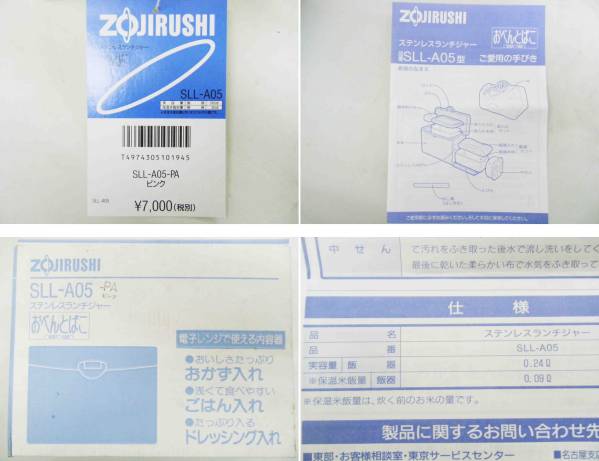 ZOJIRUSHI
SLL-A05
T4974305101945
SLL-A05-PA
ピンク
¥7,000(税別)
SLL-A05
ZOJIRUSHI
ステンレスランチジャー
SLL-A05型
おべんとばこ
ご愛用の手びき
ZOJIRUSHI
SLL-A05 -PA
ピンク
ステンレスランチジャー
おべんとばこ
電子レンジで使える内容器
●おいしさたっぷり
おかず入れ
●浅くて食べやすい
ごはん入れ
●たっぷり入る
ドレッシング入れ
中せん
て汚れをふき取った後水で流し洗いをしてく
最後に乾いた柔らかい布で水気をふき取って
仕様
品名 ステンレスランチジャー
品番 SLL-A05
実容量 飯器 0.24ℓ
※保温米飯量 飯器 0.09ℓ
※保温米飯量は、炊く前のお米の量です。
製品に関するお問い合わせ先
■東部・お客様相談室・東京サービスセンター
■名古屋支店